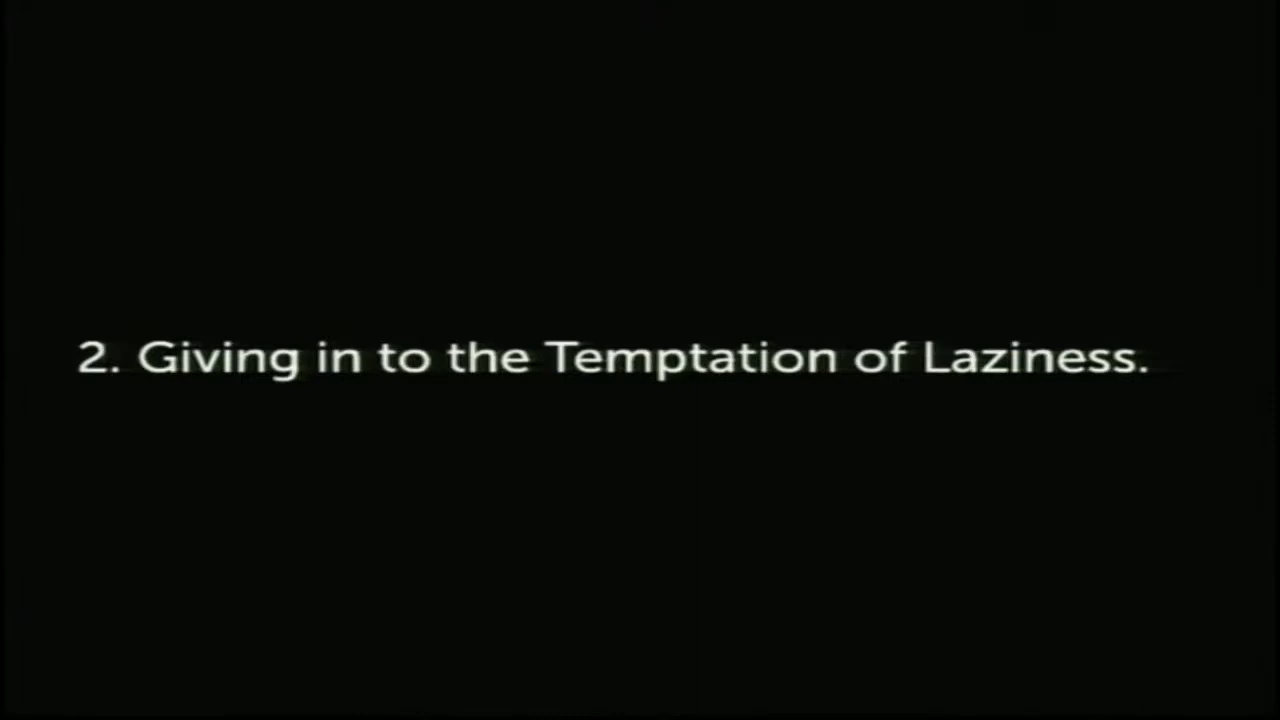 2. Giving in to the Temptation of Laziness.